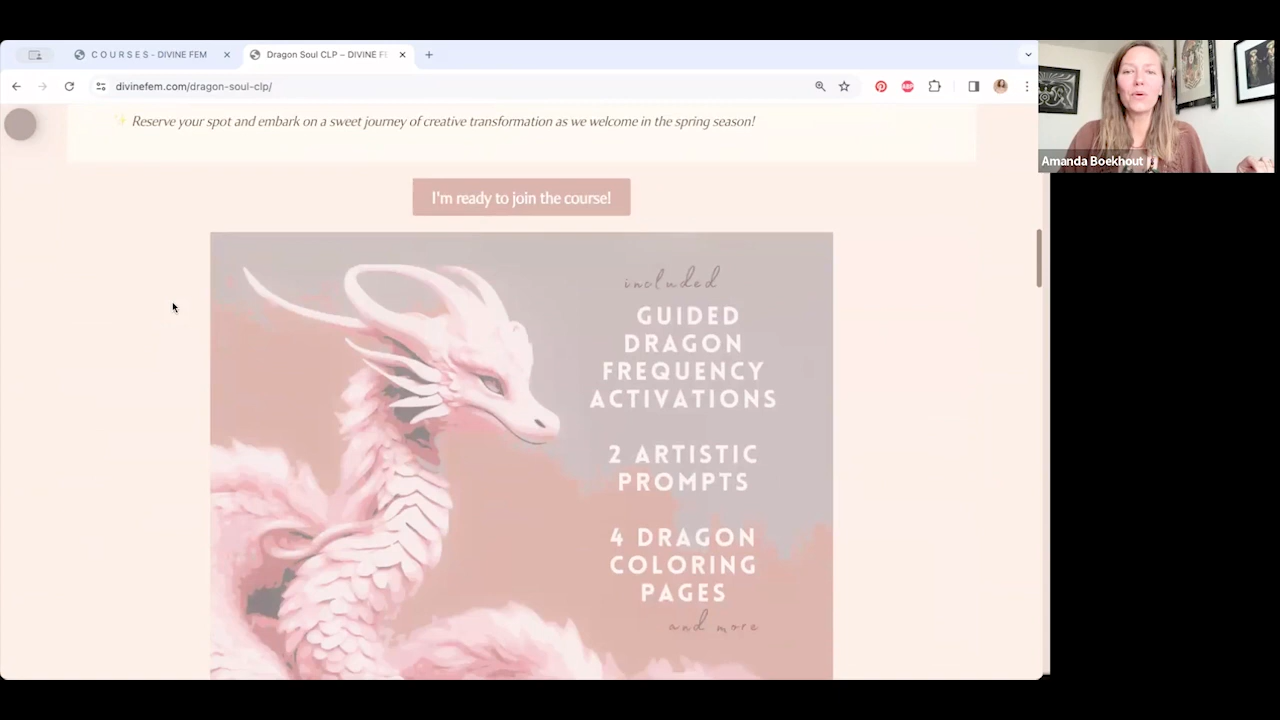 C O U R S E S - DIVINE FEM
Dragon Soul CLP – DIVINE FE
divinefem.com/dragon-soul-clp/
ABP
Reserve your spot and embark on a sweet journey of creative transformation as we welcome in the spring season!
I'm ready to join the course!
included
GUIDED
DRAGON
FREQUENCY
ACTIVATIONS
2 ARTISTIC
PROMPTS
4 DRAGON
COLORING
PAGES
and more
Amanda Boekhout